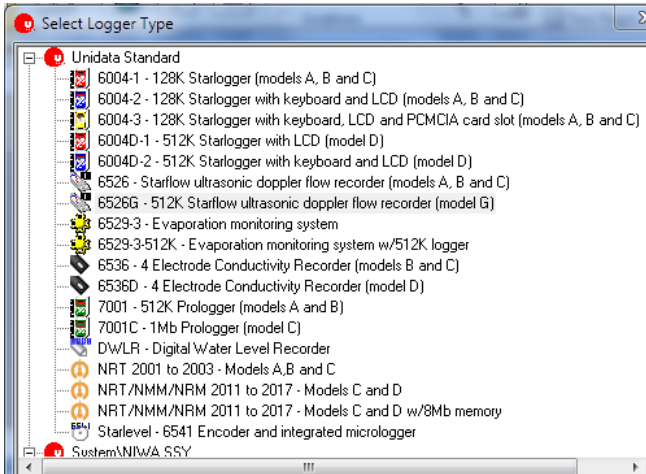 Select Logger Type
Unidata Standard
6004-1 - 128K Starlogger (models A, B and C)
6004-2 - 128K Starlogger with keyboard and LCD (models A, B and C)
6004-3 - 128K Starlogger with keyboard, LCD and PCMCIA card slot (models A, B and C)
6004D-1 - 512K Starlogger with LCD (model D)
6004D-2 - 512K Starlogger with keyboard and LCD (model D)
6526 - Starflow ultrasonic doppler flow recorder (models A, B and C)
6526G - 512K Starflow ultrasonic doppler flow recorder (model G)
6529-3 - Evaporation monitoring system
6529-3-512K - Evaporation monitoring system w/512K logger
6536 - 4 Electrode Conductivity Recorder (models B and C)
6536D - 4 Electrode Conductivity Recorder (model D)
7001 - 512K Prologger (models A and B)
7001C - 1Mb Prologger (model C)
DWLR - Digital Water Level Recorder
NRT 2001 to 2003 - Models A,B and C
NRT/NMM/NRM 2011 to 2017 - Models C and D
NRT/NMM/NRM 2011 to 2017 - Models C and D w/8Mb memory
Starlevel - 6541 Encoder and integrated micrologger
System\NIWA SSY